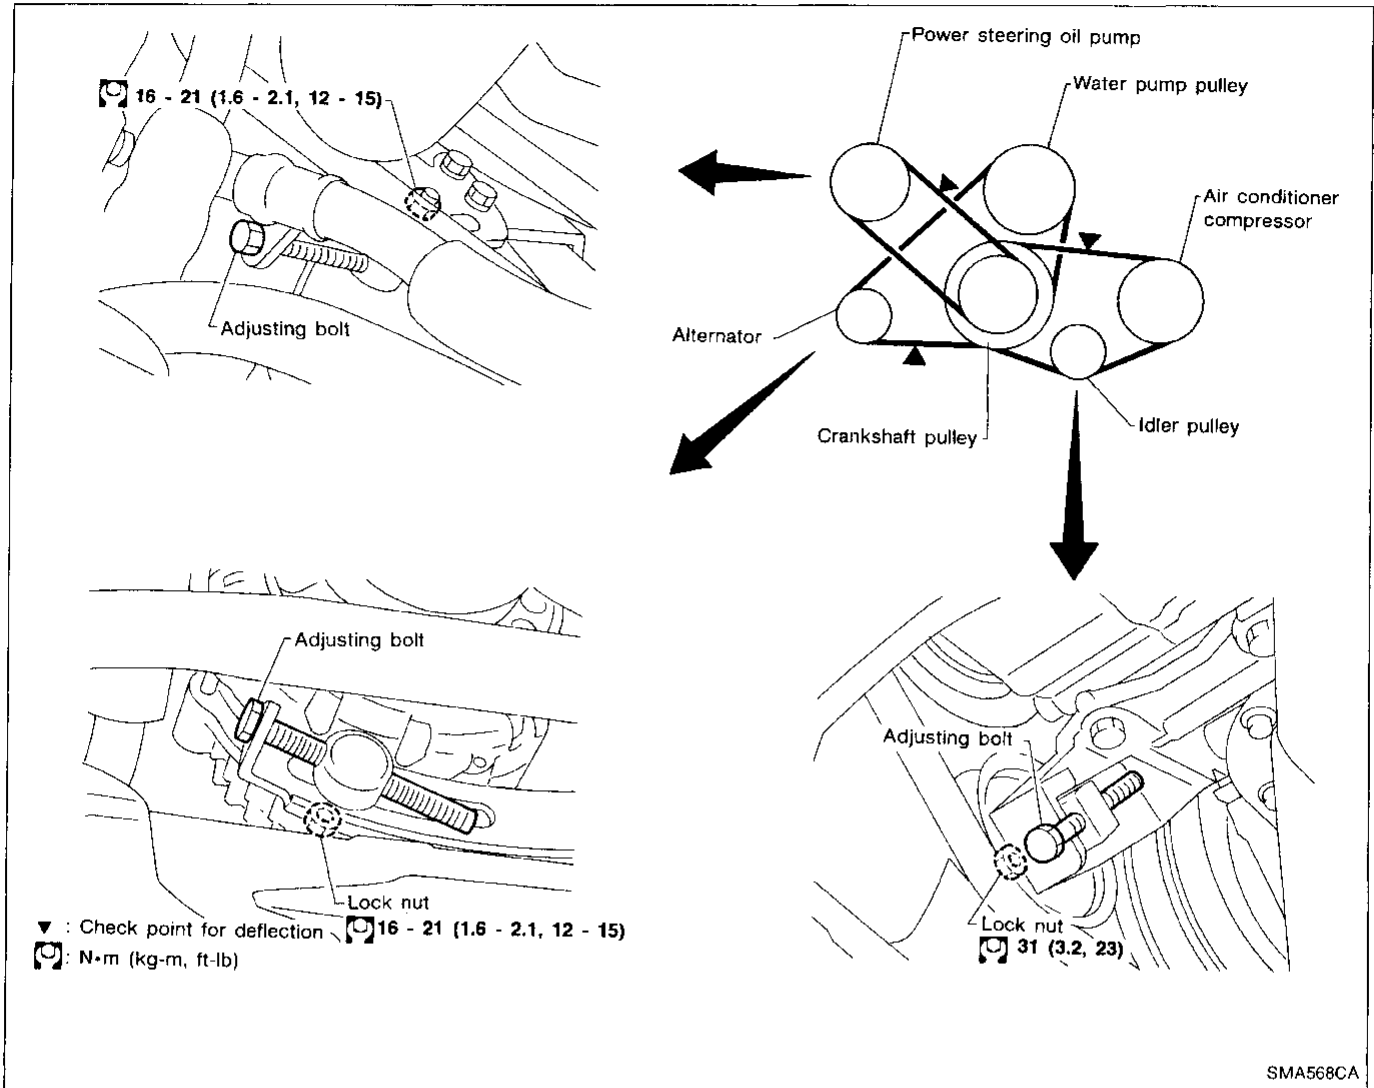 Power steering oil pump
16 - 21 (1.6 - 2.1, 12 - 15)
Water pump pulley
Air conditioner
compressor
Adjusting bolt
Alternator
Crankshaft pulley
Idler pulley
Adjusting bolt
Adjusting bolt
Lock nut
16 - 21 (1.6 - 2.1, 12 - 15)
▼ : Check point for deflection
: N•m (kg-m, ft-lb)
Lock nut
31 (3.2, 23)
SMA568CA